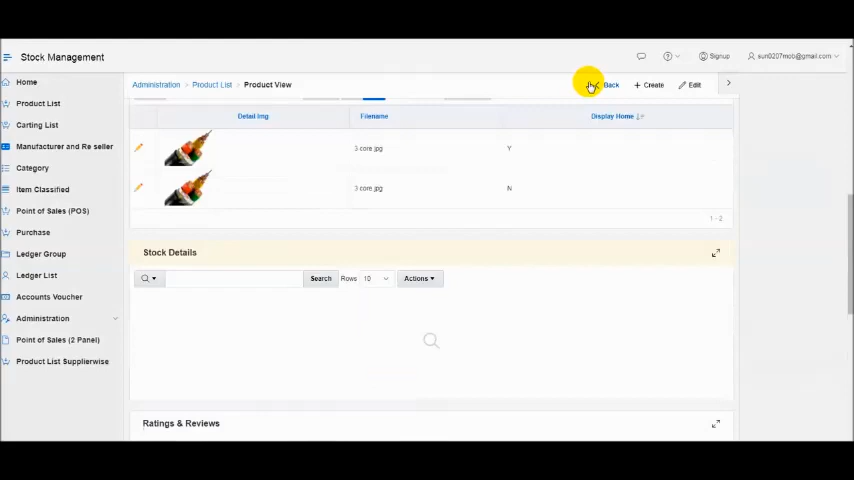 Stock Management
Signup
sun0207mob@gmail.com
Home
Product List
Carting List
Manufacturer and Re seller
Category
Item Classified
Point of Sales (POS)
Purchase
Ledger Group
Ledger List
Accounts Voucher
Administration
Point of Sales (2 Panel)
Product List Supplierwise
Administration
Product List
Product View
Back
Create
Edit
Detail Img
Filename
Display Home
3 core.jpg
Y
3 core.jpg
N
1 - 2
Stock Details
Search
Rows
10
Actions
Ratings & Reviews